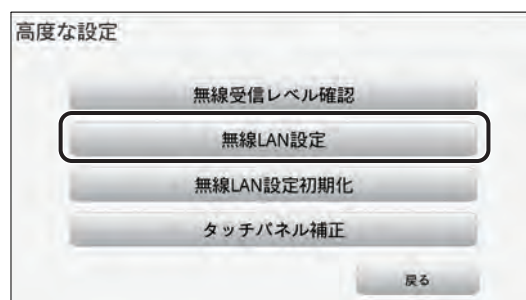 高度な設定
無線受信レベル確認
無線LAN設定
無線LAN設定初期化
タッチパネル補正
戻る